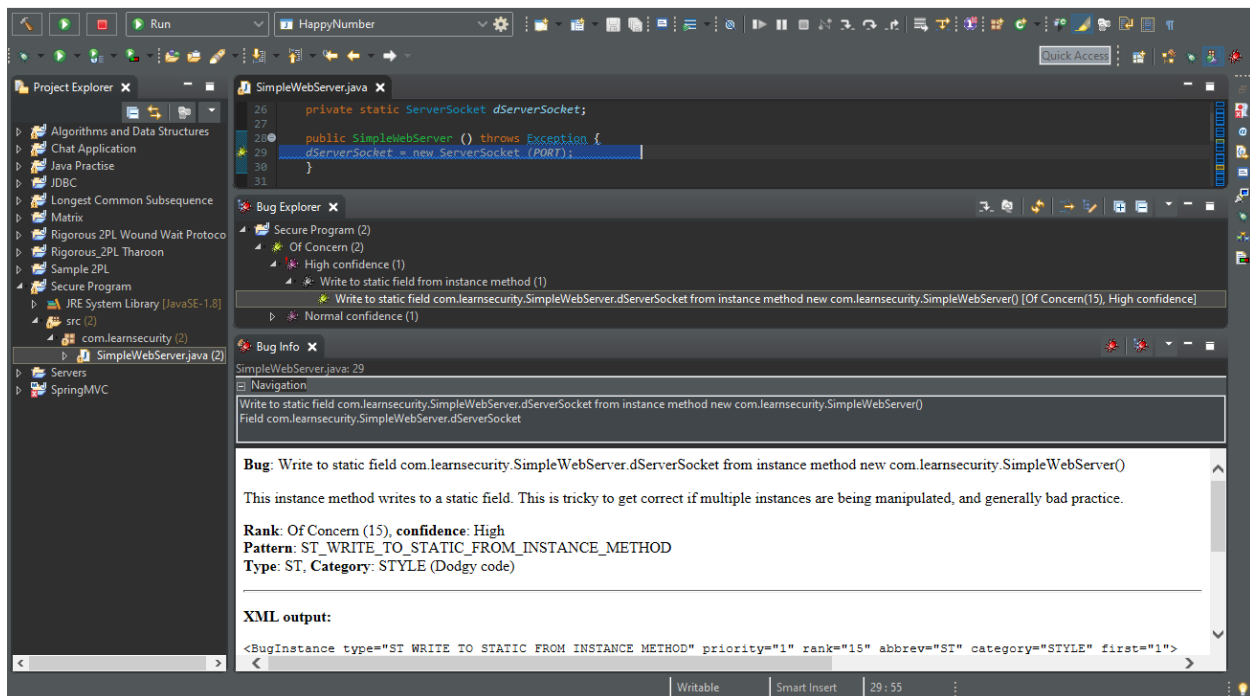 Run
HappyNumber
Quick Access
Project Explorer
Algorithms and Data Structures
Chat Application
Java Practise
JDBC
Longest Common Subsequence
Matrix
Rigorous 2PL Wound Wait Protoco
Rigorous_2PL Tharoon
Sample 2PL
Secure Program
JRE System Library [JavaSE-1.8]
src (2)
com.learnsecurity (2)
SimpleWebServer.java (2)
Servers
SpringMVC
SimpleWebServer.java
26 private static ServerSocket dServerSocket;
27
28 public SimpleWebServer () throws Exception {
29 dServerSocket = new ServerSocket (PORT);
30 }
31
Bug Explorer
Secure Program (2)
Of Concern (2)
High confidence (1)
Write to static field from instance method (1)
Write to static field com.learnsecurity.SimpleWebServer.dServerSocket from instance method new com.learnsecurity.SimpleWebServer() [Of Concern(15), High confidence]
Normal confidence (1)
Bug Info
SimpleWebServer.java: 29
Navigation
Write to static field com.learnsecurity.SimpleWebServer.dServerSocket from instance method new com.learnsecurity.SimpleWebServer()
Field com.learnsecurity.SimpleWebServer.dServerSocket
Bug: Write to static field com.learnsecurity.SimpleWebServer.dServerSocket from instance method new com.learnsecurity.SimpleWebServer()
This instance method writes to a static field. This is tricky to get correct if multiple instances are being manipulated, and generally bad practice.
Rank: Of Concern (15), confidence: High
Pattern: ST_WRITE_TO_STATIC_FROM_INSTANCE_METHOD
Type: ST, Category: STYLE (Dodgy code)
XML output:
<BugInstance type="ST_WRITE_TO_STATIC_FROM_INSTANCE_METHOD" priority="1" rank="15" abbrev="ST" category="STYLE" first="1">
Writable
Smart Insert
29 : 55